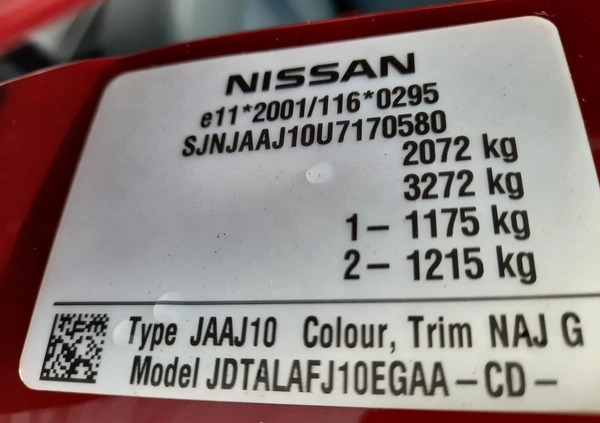 NISSAN
e11*2001/116*0295
SJNJAAJ10U7170580
2072 kg
3272 kg
1– 1175 kg
2– 1215 kg
Type JAAJ10 Colour, Trim NAJ G
Model JDTALAFJ10EGAA–CD–